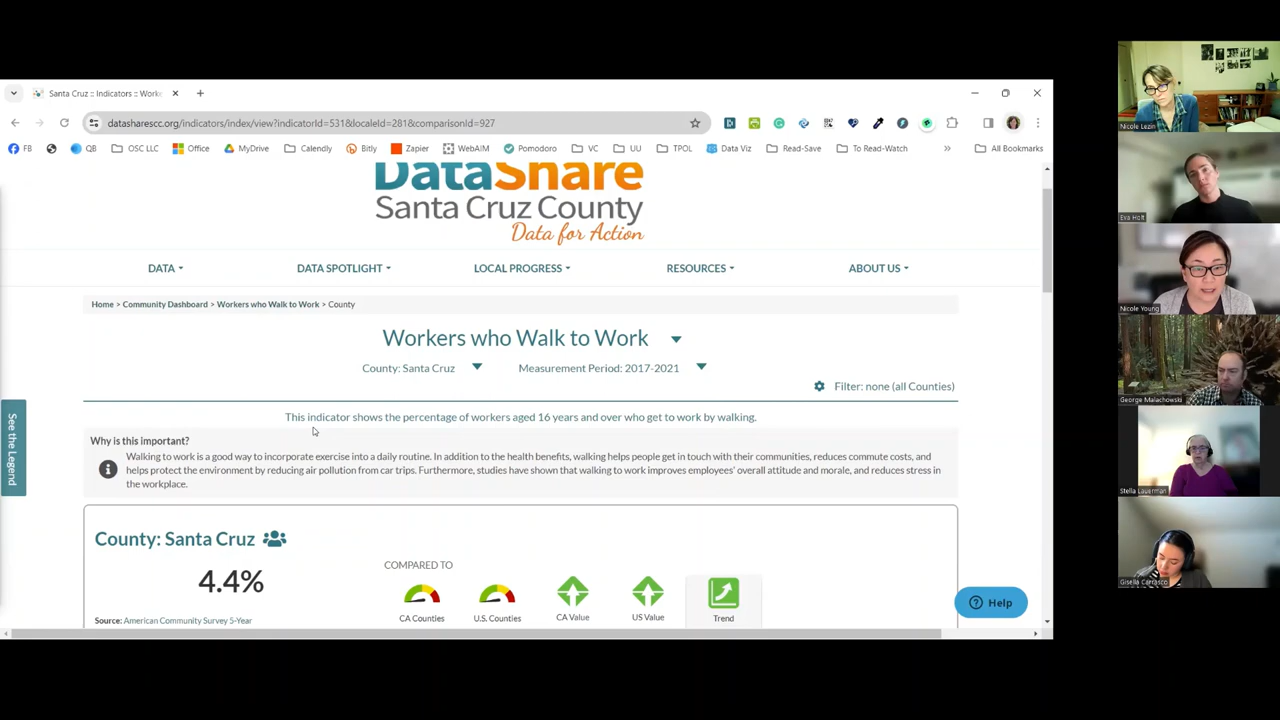 Santa Cruz :: Indicators :: Worke
datasharescc.org/indicators/index/view?indicatorId=531&localeId=281&comparisonId=927
FB
QB
OSC LLC
Office
MyDrive
Calendly
Bitly
Zapier
WebAIM
Pomodoro
VC
UU
TPOL
Data Viz
Read-Save
To Read-Watch
»
All Bookmarks
DataShare
Santa Cruz County
Data for Action
DATA
DATA SPOTLIGHT
LOCAL PROGRESS
RESOURCES
ABOUT US
Home > Community Dashboard > Workers who Walk to Work > County
Workers who Walk to Work
County: Santa Cruz
Measurement Period: 2017-2021
Filter: none (all Counties)
This indicator shows the percentage of workers aged 16 years and over who get to work by walking.
See the Legend
Why is this important?
Walking to work is a good way to incorporate exercise into a daily routine. In addition to the health benefits, walking helps people get in touch with their communities, reduces commute costs, and
helps protect the environment by reducing air pollution from car trips. Furthermore, studies have shown that walking to work improves employees' overall attitude and morale, and reduces stress in
the workplace.
County: Santa Cruz
4.4%
Source: American Community Survey 5-Year
COMPARED TO
CA Counties
U.S. Counties
CA Value
US Value
Trend
Help
Nicole Lezin
Eva Holt
Nicole Young
George Malachowski
Stella Lauerman
Gisella Carrasco